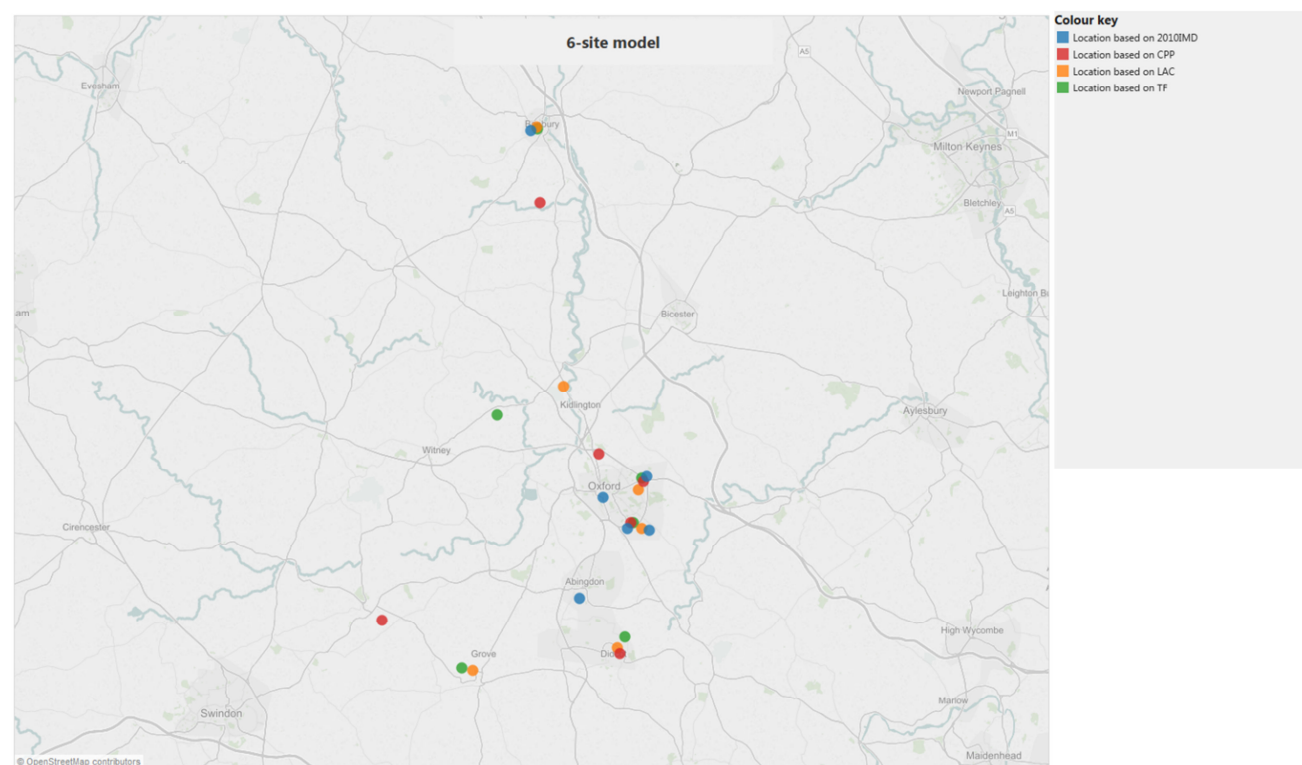 6-site model
Colour key
Location based on 2010IMD
Location based on CPP
Location based on LAC
Location based on TF
A5
Evesham
Newport Pagnell
M1
Milton Keynes
Bletchley
A5
Bicester
Kidlington
Aylesbury
Witney
Oxford
Cirencester
Abingdon
High Wycombe
Grove
Swindon
Maidenhead
© OpenStreetMap contributors